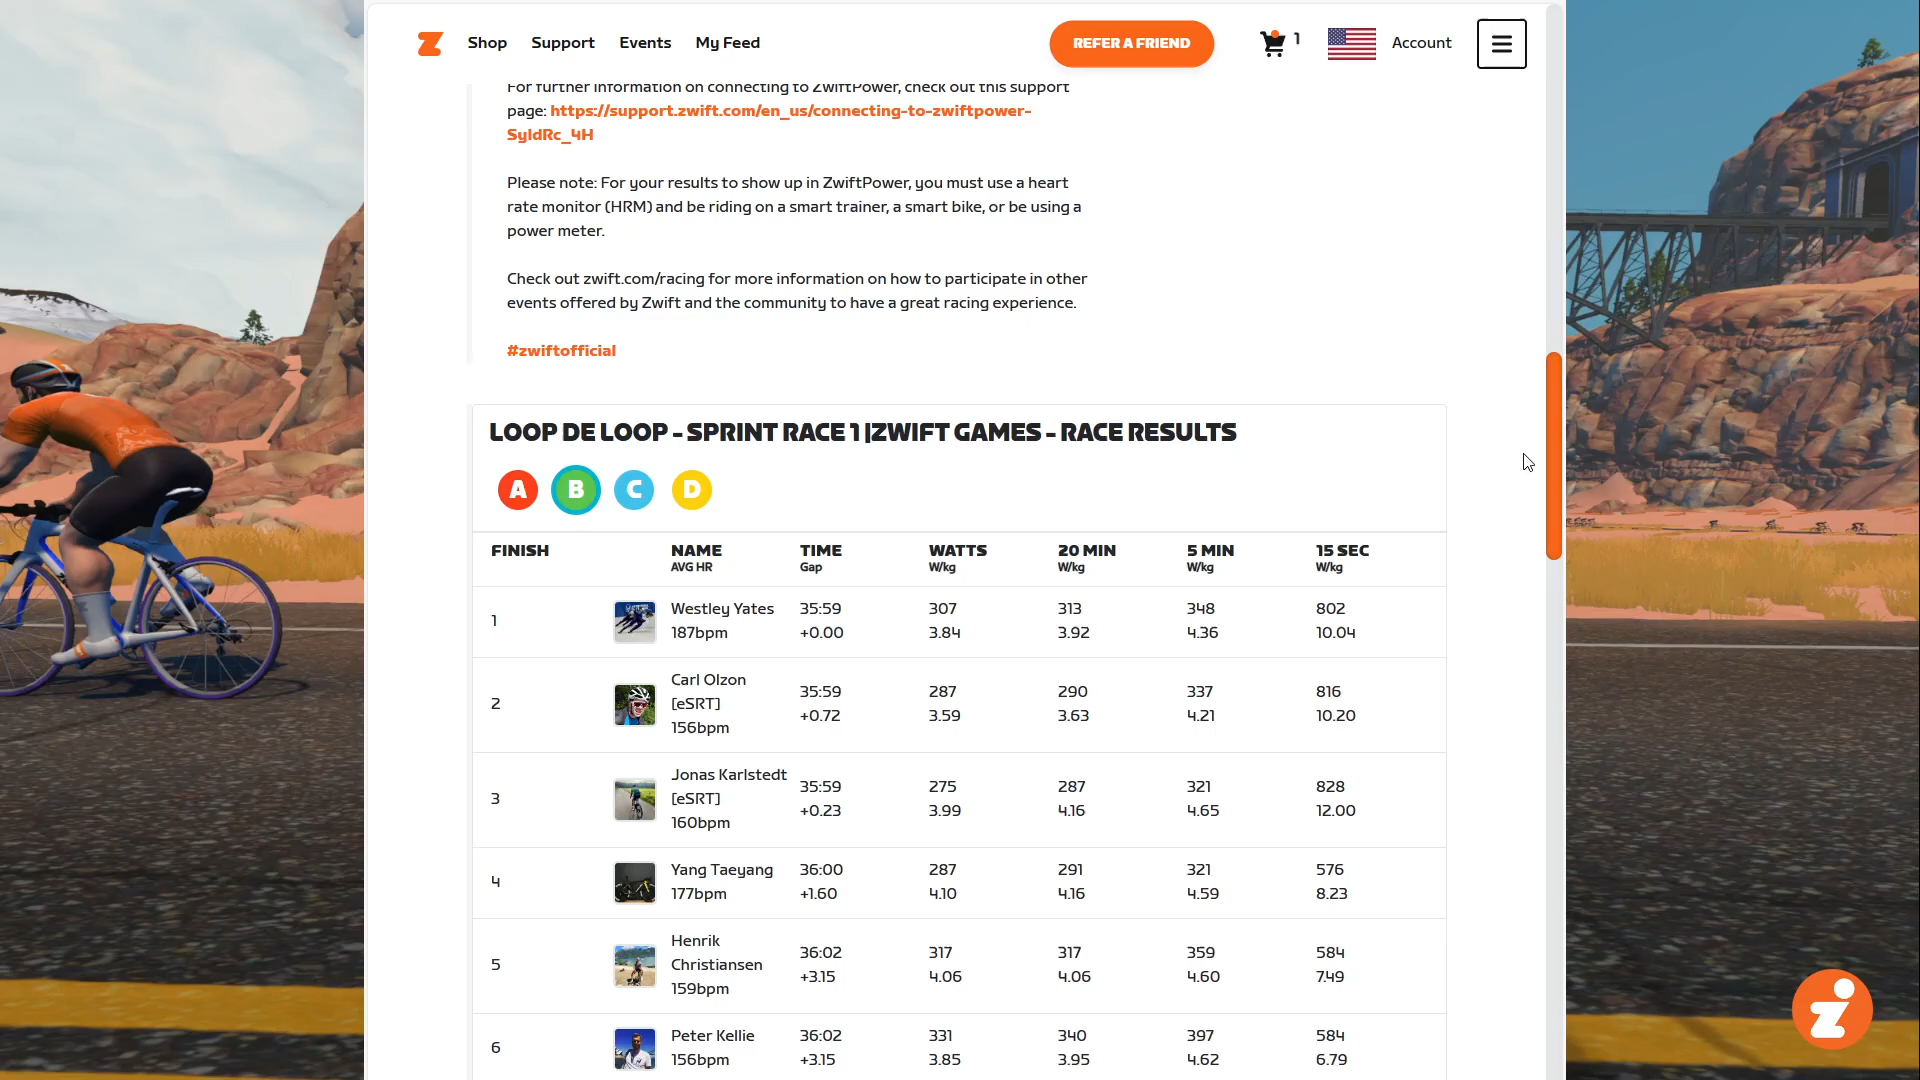 Shop Support Events My Feed REFER A FRIEND 1 Account
For further information on connecting to ZwiftPower, check out this support
page: https://support.zwift.com/en_us/connecting-to-zwiftpower-
SyldRc_4H
Please note: For your results to show up in ZwiftPower, you must use a heart
rate monitor (HRM) and be riding on a smart trainer, a smart bike, or be using a
power meter.
Check out zwift.com/racing for more information on how to participate in other
events offered by Zwift and the community to have a great racing experience.
#zwiftofficial
LOOP DE LOOP - SPRINT RACE 1 |ZWIFT GAMES - RACE RESULTS
A B C D
FINISH NAME TIME WATTS 20 MIN 5 MIN 15 SEC
AVG HR Gap W/kg W/kg W/kg W/kg
1 Westley Yates 35:59 307 313 348 802
187bpm +0.00 3.84 3.92 4.36 10.04
2 Carl Olzon 35:59 287 290 337 816
[eSRT] +0.72 3.59 3.63 4.21 10.20
156bpm
3 Jonas Karlstedt 35:59 275 287 321 828
[eSRT] +0.23 3.99 4.16 4.65 12.00
160bpm
4 Yang Taeyang 36:00 287 291 321 576
177bpm +1.60 4.10 4.16 4.59 8.23
5 Henrik 36:02 317 317 359 584
Christiansen +3.15 4.06 4.06 4.60 7.49
159bpm
6 Peter Kellie 36:02 331 340 397 584
156bpm +3.15 3.85 3.95 4.62 6.79